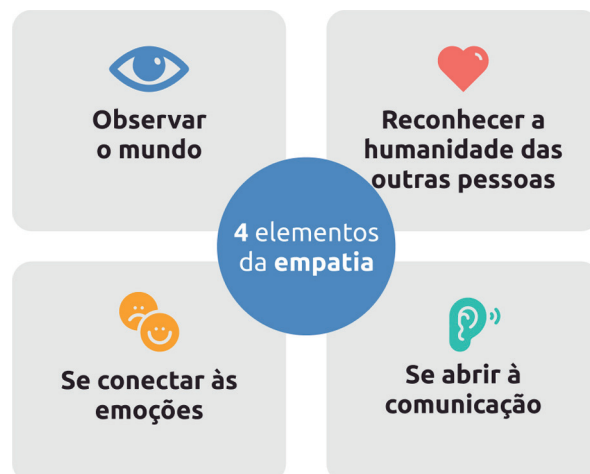 Observar
o mundo
Reconhecer a
humanidade das
outras pessoas
4 elementos
da empatia
Se conectar às
emoções
Se abrir à
comunicação